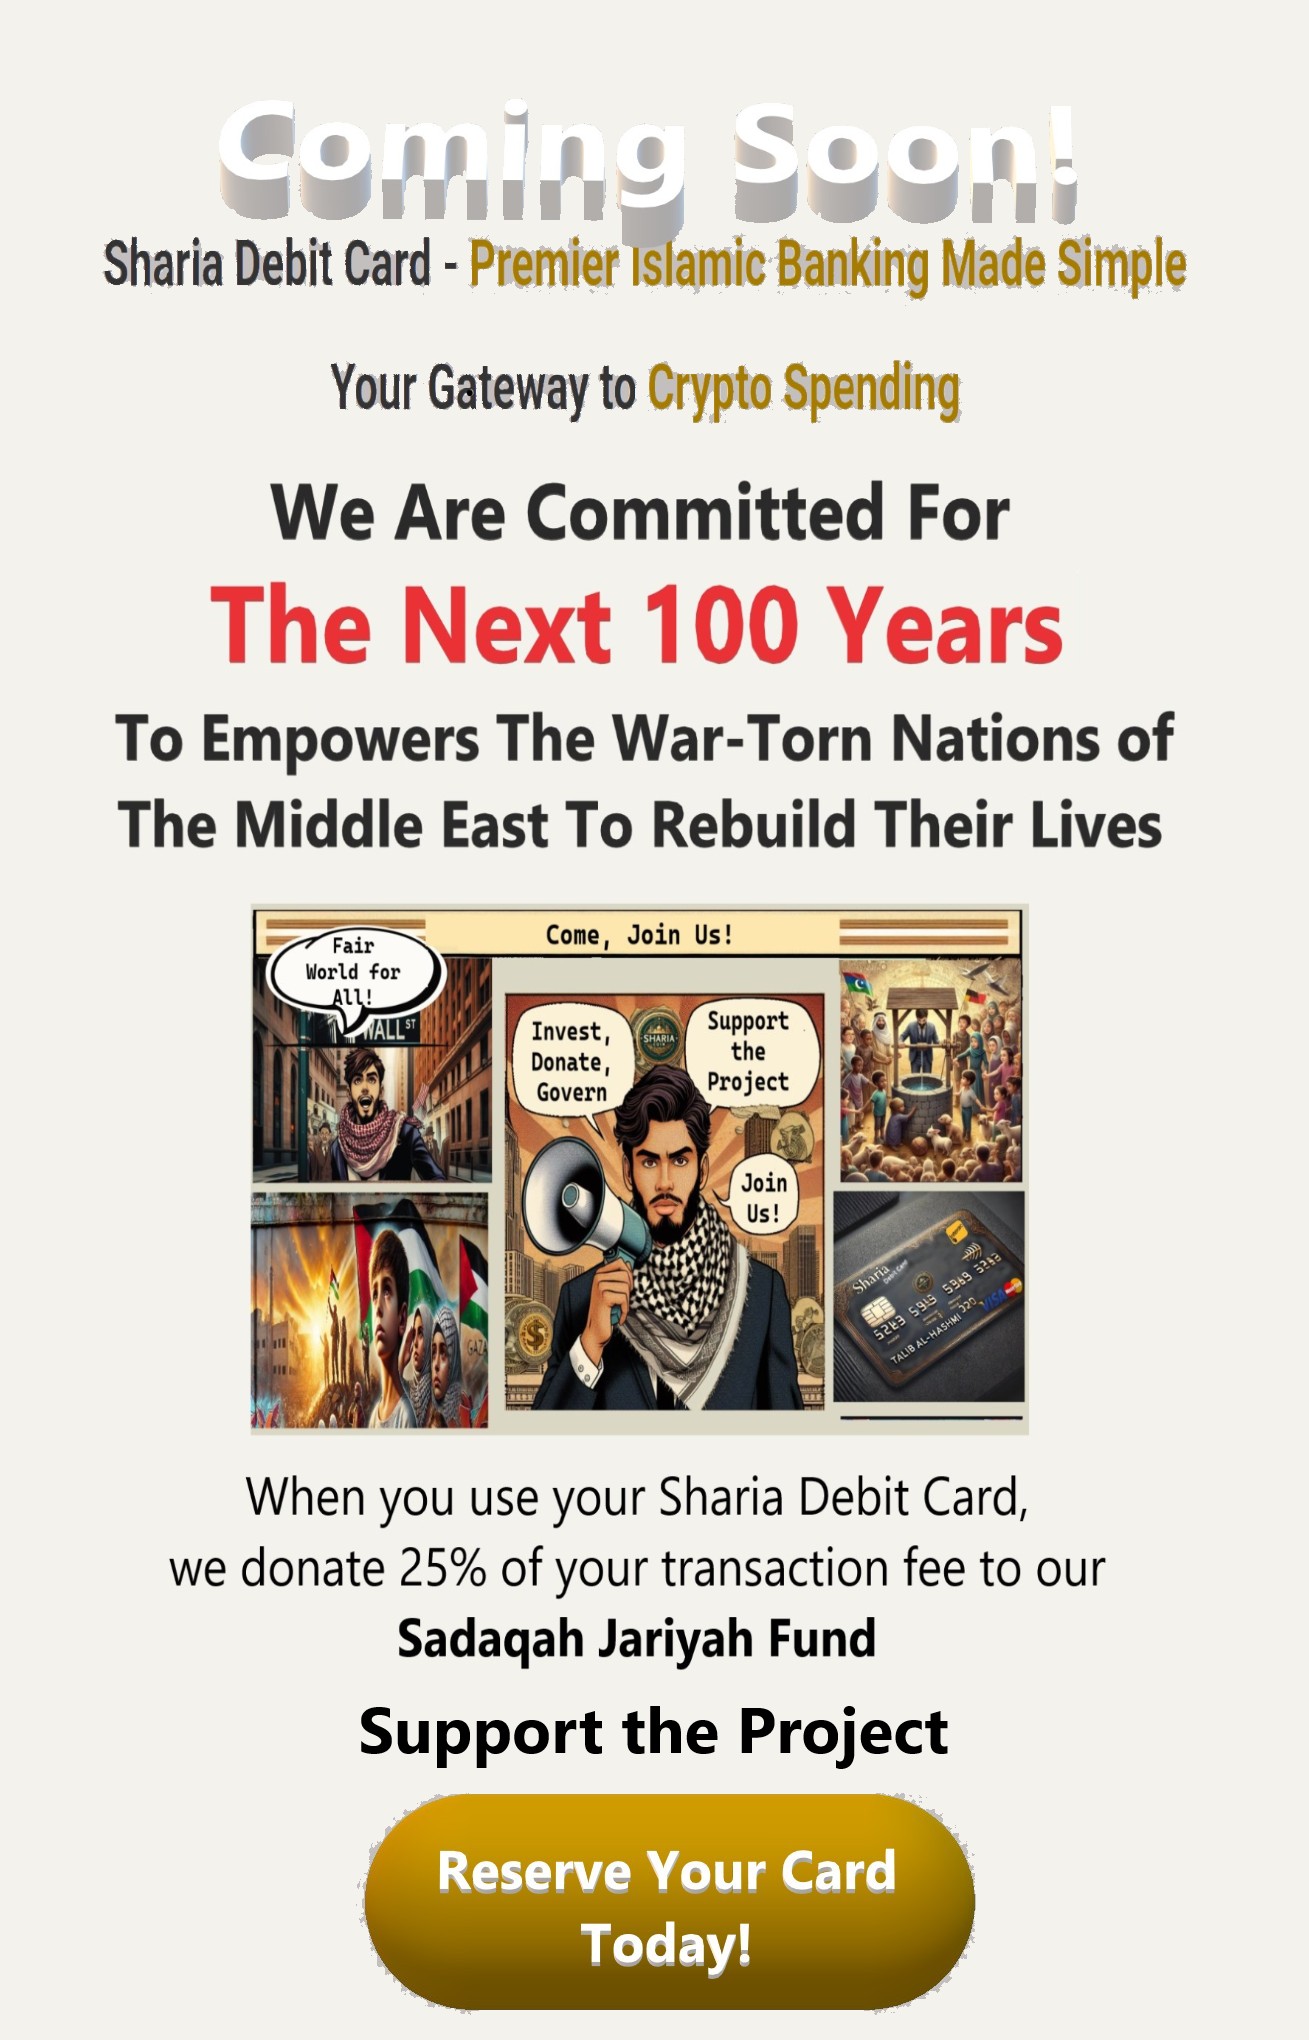 Coming Soon!
Sharia Debit Card - Premier Islamic Banking Made Simple
Your Gateway to Crypto Spending
We Are Committed For
The Next 100 Years
To Empowers The War-Torn Nations of
The Middle East To Rebuild Their Lives
Come, Join Us!
Fair
World for
All!
WALL ST
Invest,
Donate,
Govern
SHARIA
Support
the
Project
Join
Us!
GAZA
Sharia
Debit Card
VISA
TALIB AL-HASHMI
When you use your Sharia Debit Card,
we donate 25% of your transaction fee to our
Sadaqah Jariyah Fund
Support the Project
Reserve Your Card
Today!